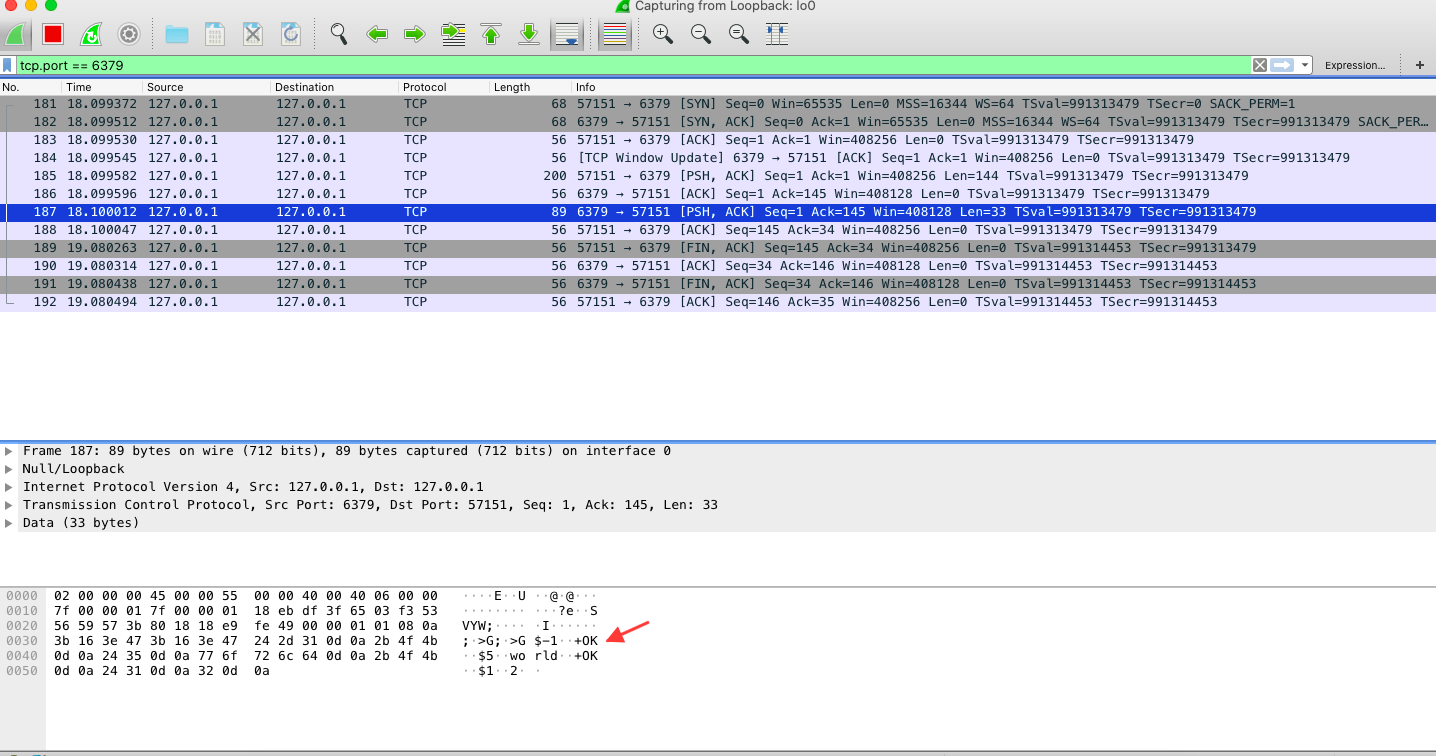 Capturing from Loopback: lo0
tcp.port == 6379 Expression… +
No. Time Source Destination Protocol Length Info
181 18.099372 127.0.0.1 127.0.0.1 TCP 68 57151 → 6379 [SYN] Seq=0 Win=65535 Len=0 MSS=16344 WS=64 TSval=991313479 TSecr=0 SACK_PERM=1
182 18.099512 127.0.0.1 127.0.0.1 TCP 68 6379 → 57151 [SYN, ACK] Seq=0 Ack=1 Win=65535 Len=0 MSS=16344 WS=64 TSval=991313479 TSecr=991313479 SACK_PER…
183 18.099530 127.0.0.1 127.0.0.1 TCP 56 57151 → 6379 [ACK] Seq=1 Ack=1 Win=408256 Len=0 TSval=991313479 TSecr=991313479
184 18.099545 127.0.0.1 127.0.0.1 TCP 56 [TCP Window Update] 6379 → 57151 [ACK] Seq=1 Ack=1 Win=408256 Len=0 TSval=991313479 TSecr=991313479
185 18.099582 127.0.0.1 127.0.0.1 TCP 200 57151 → 6379 [PSH, ACK] Seq=1 Ack=1 Win=408256 Len=144 TSval=991313479 TSecr=991313479
186 18.099596 127.0.0.1 127.0.0.1 TCP 56 6379 → 57151 [ACK] Seq=1 Ack=145 Win=408128 Len=0 TSval=991313479 TSecr=991313479
187 18.100012 127.0.0.1 127.0.0.1 TCP 89 6379 → 57151 [PSH, ACK] Seq=1 Ack=145 Win=408128 Len=33 TSval=991313479 TSecr=991313479
188 18.100047 127.0.0.1 127.0.0.1 TCP 56 57151 → 6379 [ACK] Seq=145 Ack=34 Win=408256 Len=0 TSval=991313479 TSecr=991313479
189 19.080263 127.0.0.1 127.0.0.1 TCP 56 57151 → 6379 [FIN, ACK] Seq=145 Ack=34 Win=408256 Len=0 TSval=991314453 TSecr=991313479
190 19.080314 127.0.0.1 127.0.0.1 TCP 56 6379 → 57151 [ACK] Seq=34 Ack=146 Win=408128 Len=0 TSval=991314453 TSecr=991314453
191 19.080438 127.0.0.1 127.0.0.1 TCP 56 6379 → 57151 [FIN, ACK] Seq=34 Ack=146 Win=408128 Len=0 TSval=991314453 TSecr=991314453
192 19.080494 127.0.0.1 127.0.0.1 TCP 56 57151 → 6379 [ACK] Seq=146 Ack=35 Win=408256 Len=0 TSval=991314453 TSecr=991314453
Frame 187: 89 bytes on wire (712 bits), 89 bytes captured (712 bits) on interface 0
Null/Loopback
Internet Protocol Version 4, Src: 127.0.0.1, Dst: 127.0.0.1
Transmission Control Protocol, Src Port: 6379, Dst Port: 57151, Seq: 1, Ack: 145, Len: 33
Data (33 bytes)
0000 02 00 00 00 45 00 00 55 00 00 40 00 40 06 00 00 ····E··U ··@·@···
0010 7f 00 00 01 7f 00 00 01 18 eb df 3f 65 03 f3 53 ········ ···?e··S
0020 56 59 57 3b 80 18 18 e9 fe 49 00 00 01 01 08 0a VYW;···· ·I······
0030 3b 16 3e 47 3b 16 3e 47 24 2d 31 0d 0a 2b 4f 4b ;·>G;·>G $-1··+OK
0040 0d 0a 24 35 0d 0a 77 6f 72 6c 64 0d 0a 2b 4f 4b ··$5··wo rld··+OK
0050 0d 0a 24 31 0d 0a 32 0d 0a ··$1··2· ·